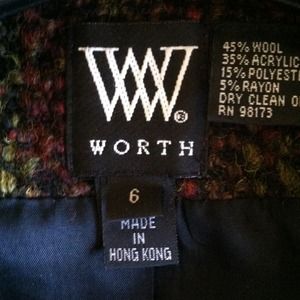 W
®
WORTH
45% WOOL
35% ACRYLIC
15% POLYEST
5% RAYON
DRY CLEAN O
RN 98173
6
MADE
IN
HONG KONG